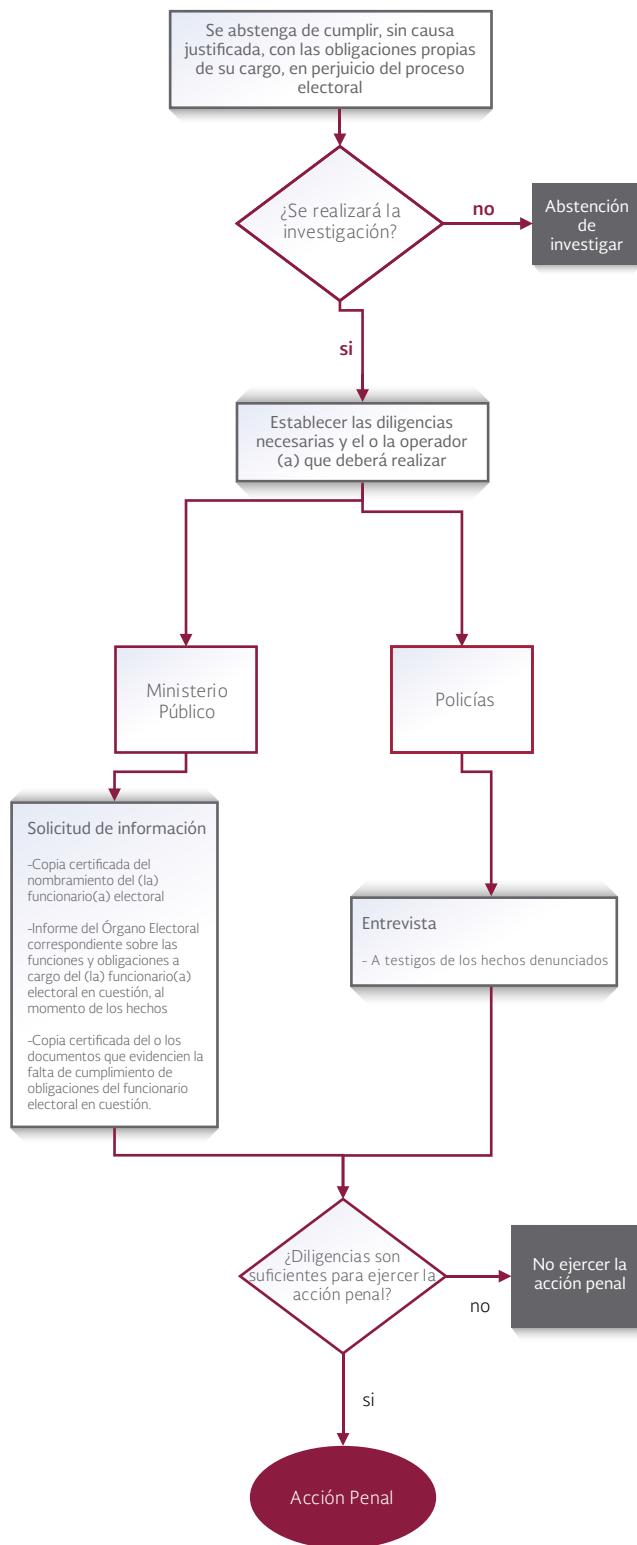 Se abstenga de cumplir, sin causa
justificada, con las obligaciones propias
de su cargo, en perjuicio del proceso
electoral
¿Se realizará la
investigación?
no
Abstención
de
investigar
si
Establecer las diligencias
necesarias y el o la operador
(a) que deberá realizar
Ministerio
Público
Policías
Solicitud de información
-Copia certificada del
nombramiento del (la)
funcionario(a) electoral
-Informe del Órgano Electoral
correspondiente sobre las
funciones y obligaciones a
cargo del (la) funcionario(a)
electoral en cuestión, al
momento de los hechos
-Copia certificada del o los
documentos que evidencien la
falta de cumplimiento de
obligaciones del funcionario
electoral en cuestión.
Entrevista
- A testigos de los hechos denunciados
¿Diligencias son
suficientes para ejercer la
acción penal?
no
No ejercer la
acción penal
si
Acción Penal